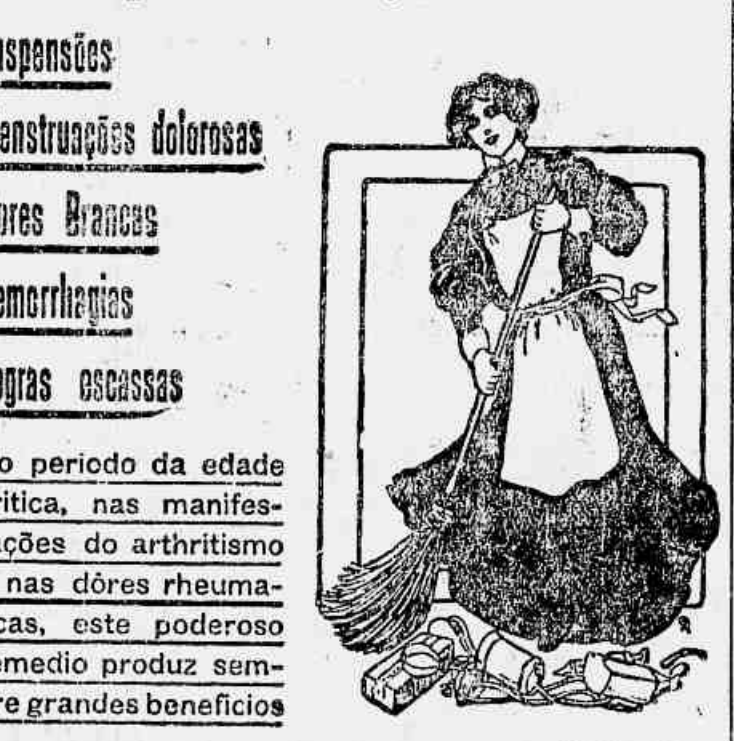 uspensões
enstruações dolorosas
ores Brancas
emorrhagias
egras escassas
o periodo da edade
ritica, nas manifes-
ações do arthritismo
nas dôres rheuma-
cas, este poderoso
emedio produz sem-
re grandes beneficios